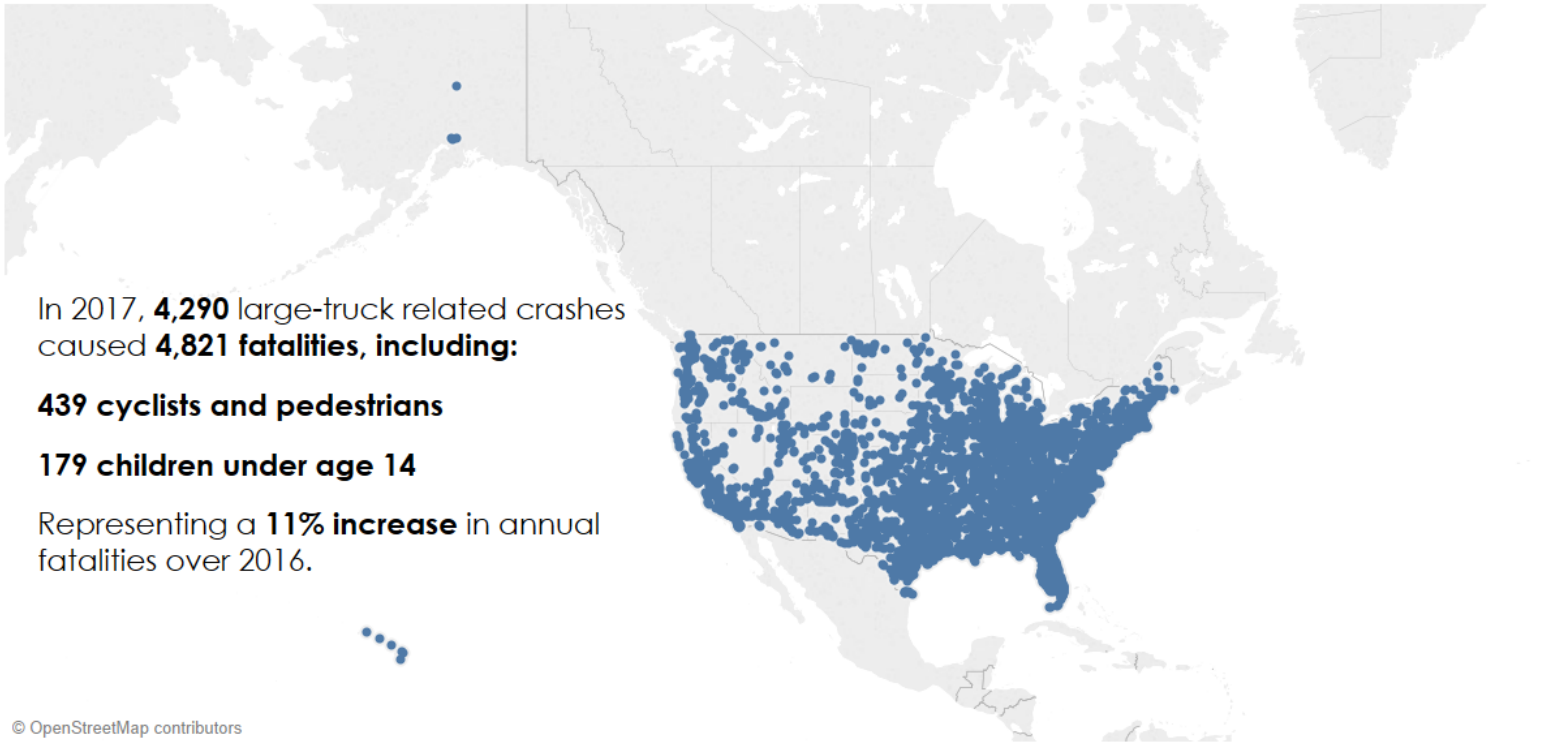 In 2017, 4,290 large-truck related crashes
caused 4,821 fatalities, including:
439 cyclists and pedestrians
179 children under age 14
Representing a 11% increase in annual
fatalities over 2016.
© OpenStreetMap contributors